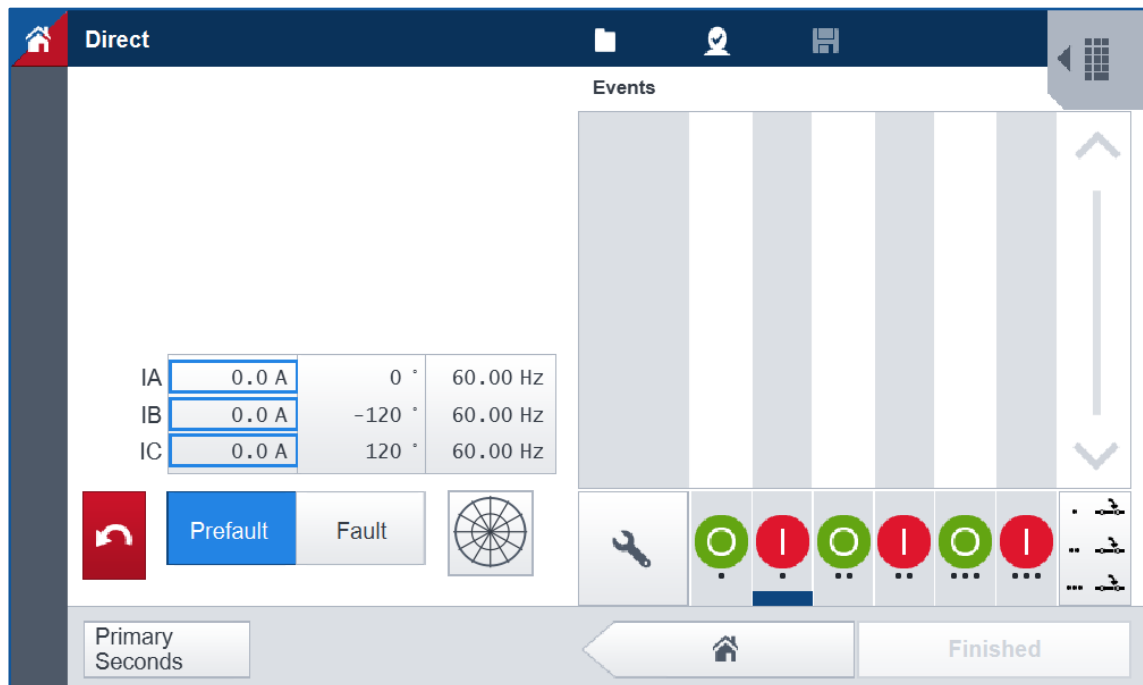 Direct
Events
IA 0.0 A 0 ° 60.00 Hz
IB 0.0 A -120 ° 60.00 Hz
IC 0.0 A 120 ° 60.00 Hz
Prefault Fault
Primary
Seconds
Finished